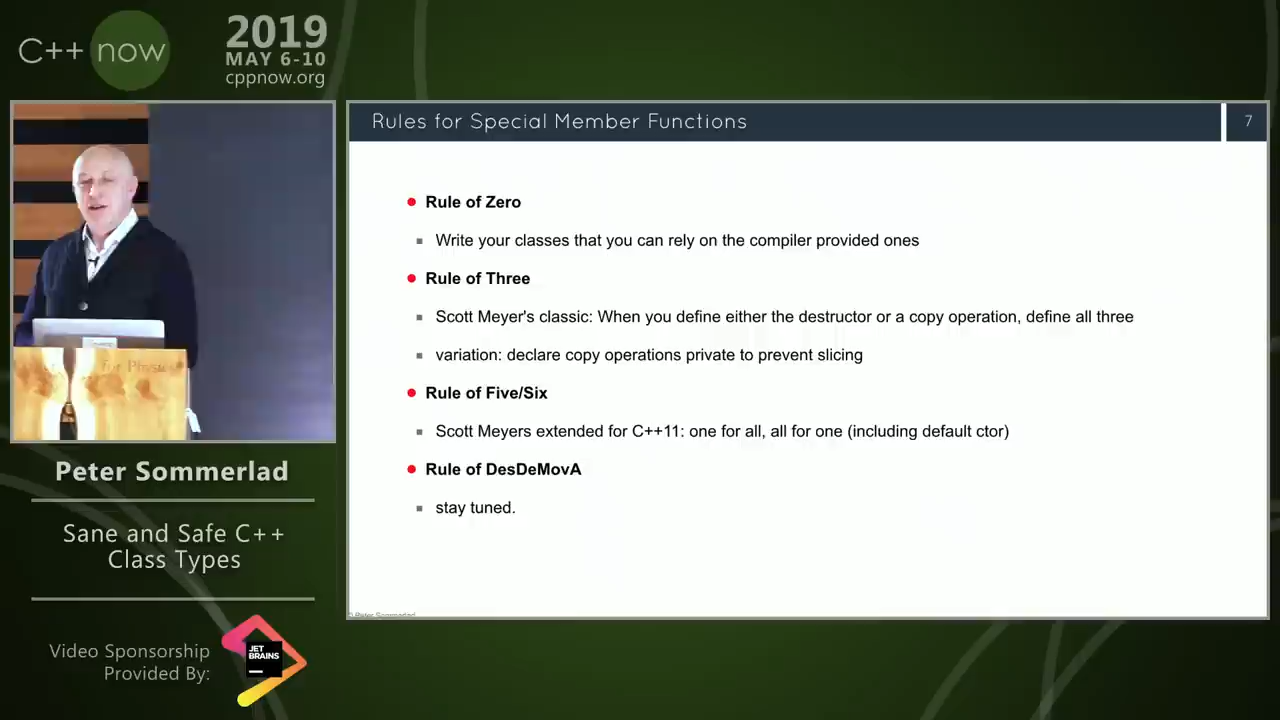 C++ now
2019
MAY 6-10
cppnow.org
Rules for Special Member Functions
7
Rule of Zero
Write your classes that you can rely on the compiler provided ones
Rule of Three
Scott Meyer's classic: When you define either the destructor or a copy operation, define all three
variation: declare copy operations private to prevent slicing
Rule of Five/Six
Scott Meyers extended for C++11: one for all, all for one (including default ctor)
Rule of DesDeMovA
stay tuned.
© Peter Sommerlad
for Physics
Peter Sommerlad
Sane and Safe C++
Class Types
Video Sponsorship
Provided By:
JET
BRAINS